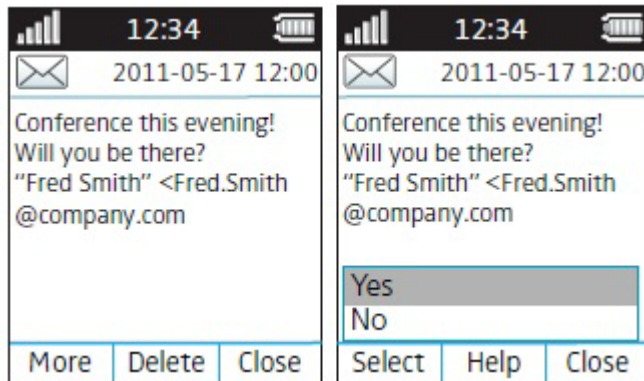 12:34
2011-05-17 12:00
Conference this evening!
Will you be there?
“Fred Smith” <Fred.Smith
@company.com
More Delete Close
12:34
2011-05-17 12:00
Conference this evening!
Will you be there?
“Fred Smith” <Fred.Smith
@company.com
Yes
No
Select Help Close